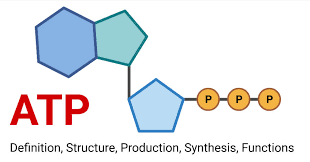 P P P
ATP
Definition, Structure, Production, Synthesis, Functions